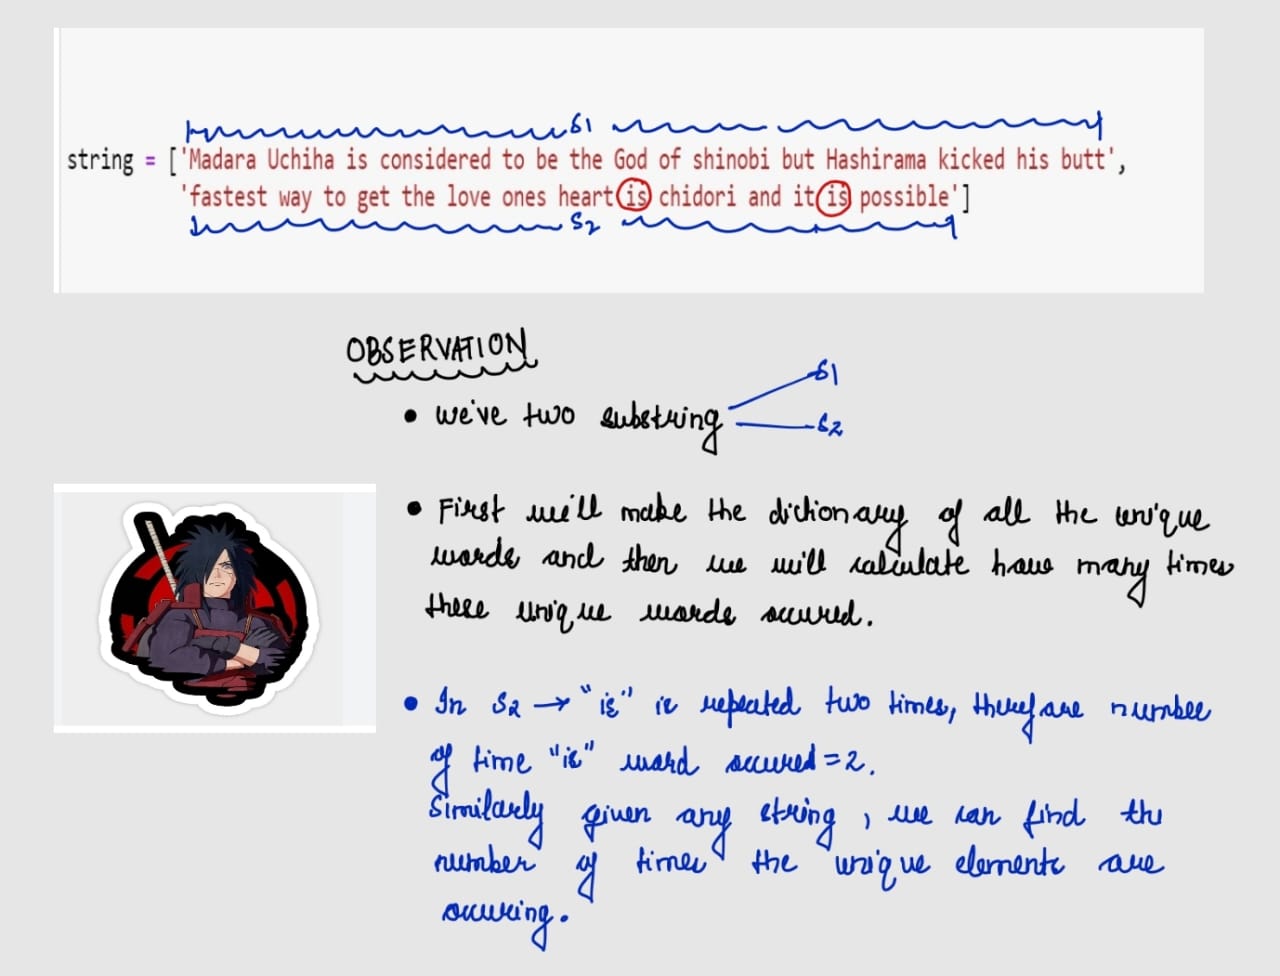 S1
string = ['Madara Uchiha is considered to be the God of shinobi but Hashirama kicked his butt',
'fastest way to get the love ones heart is chidori and it is possible']
S2
OBSERVATION
• we've two substring S1
S2
• First we'll make the dictionary of all the unique
words and then we will calculate have many times
these unique words occured.
• In S2 → "is" is repeated two times, therefore number
of time "is" word occured = 2.
Similarly given any string, we can find the
number of times the unique elements are
occuring.